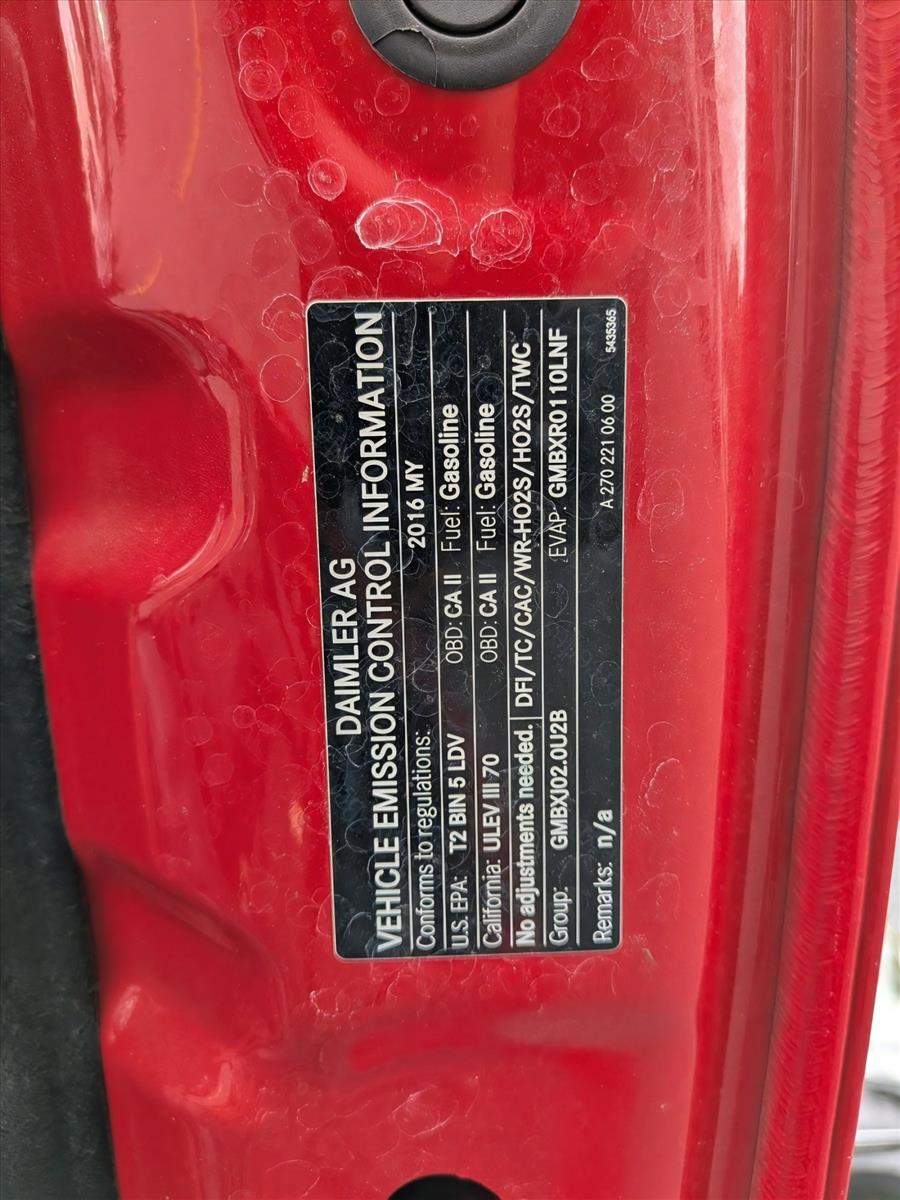 DAIMLER AG
VEHICLE EMISSION CONTROL INFORMATION
Conforms to regulations: 2016 MY
U.S. EPA: T2 BIN 5 LDV OBD: CA II Fuel: Gasoline
California: ULEV III 70 OBD: CA II Fuel: Gasoline
No adjustments needed. DFI/TC/CAC/WR-HO2S/HO2S/TWC
Group: GMBXJ02.0U2B EVAP: GMBXR0110LNF
Remarks: n/a A 270 221 06 00 5435365